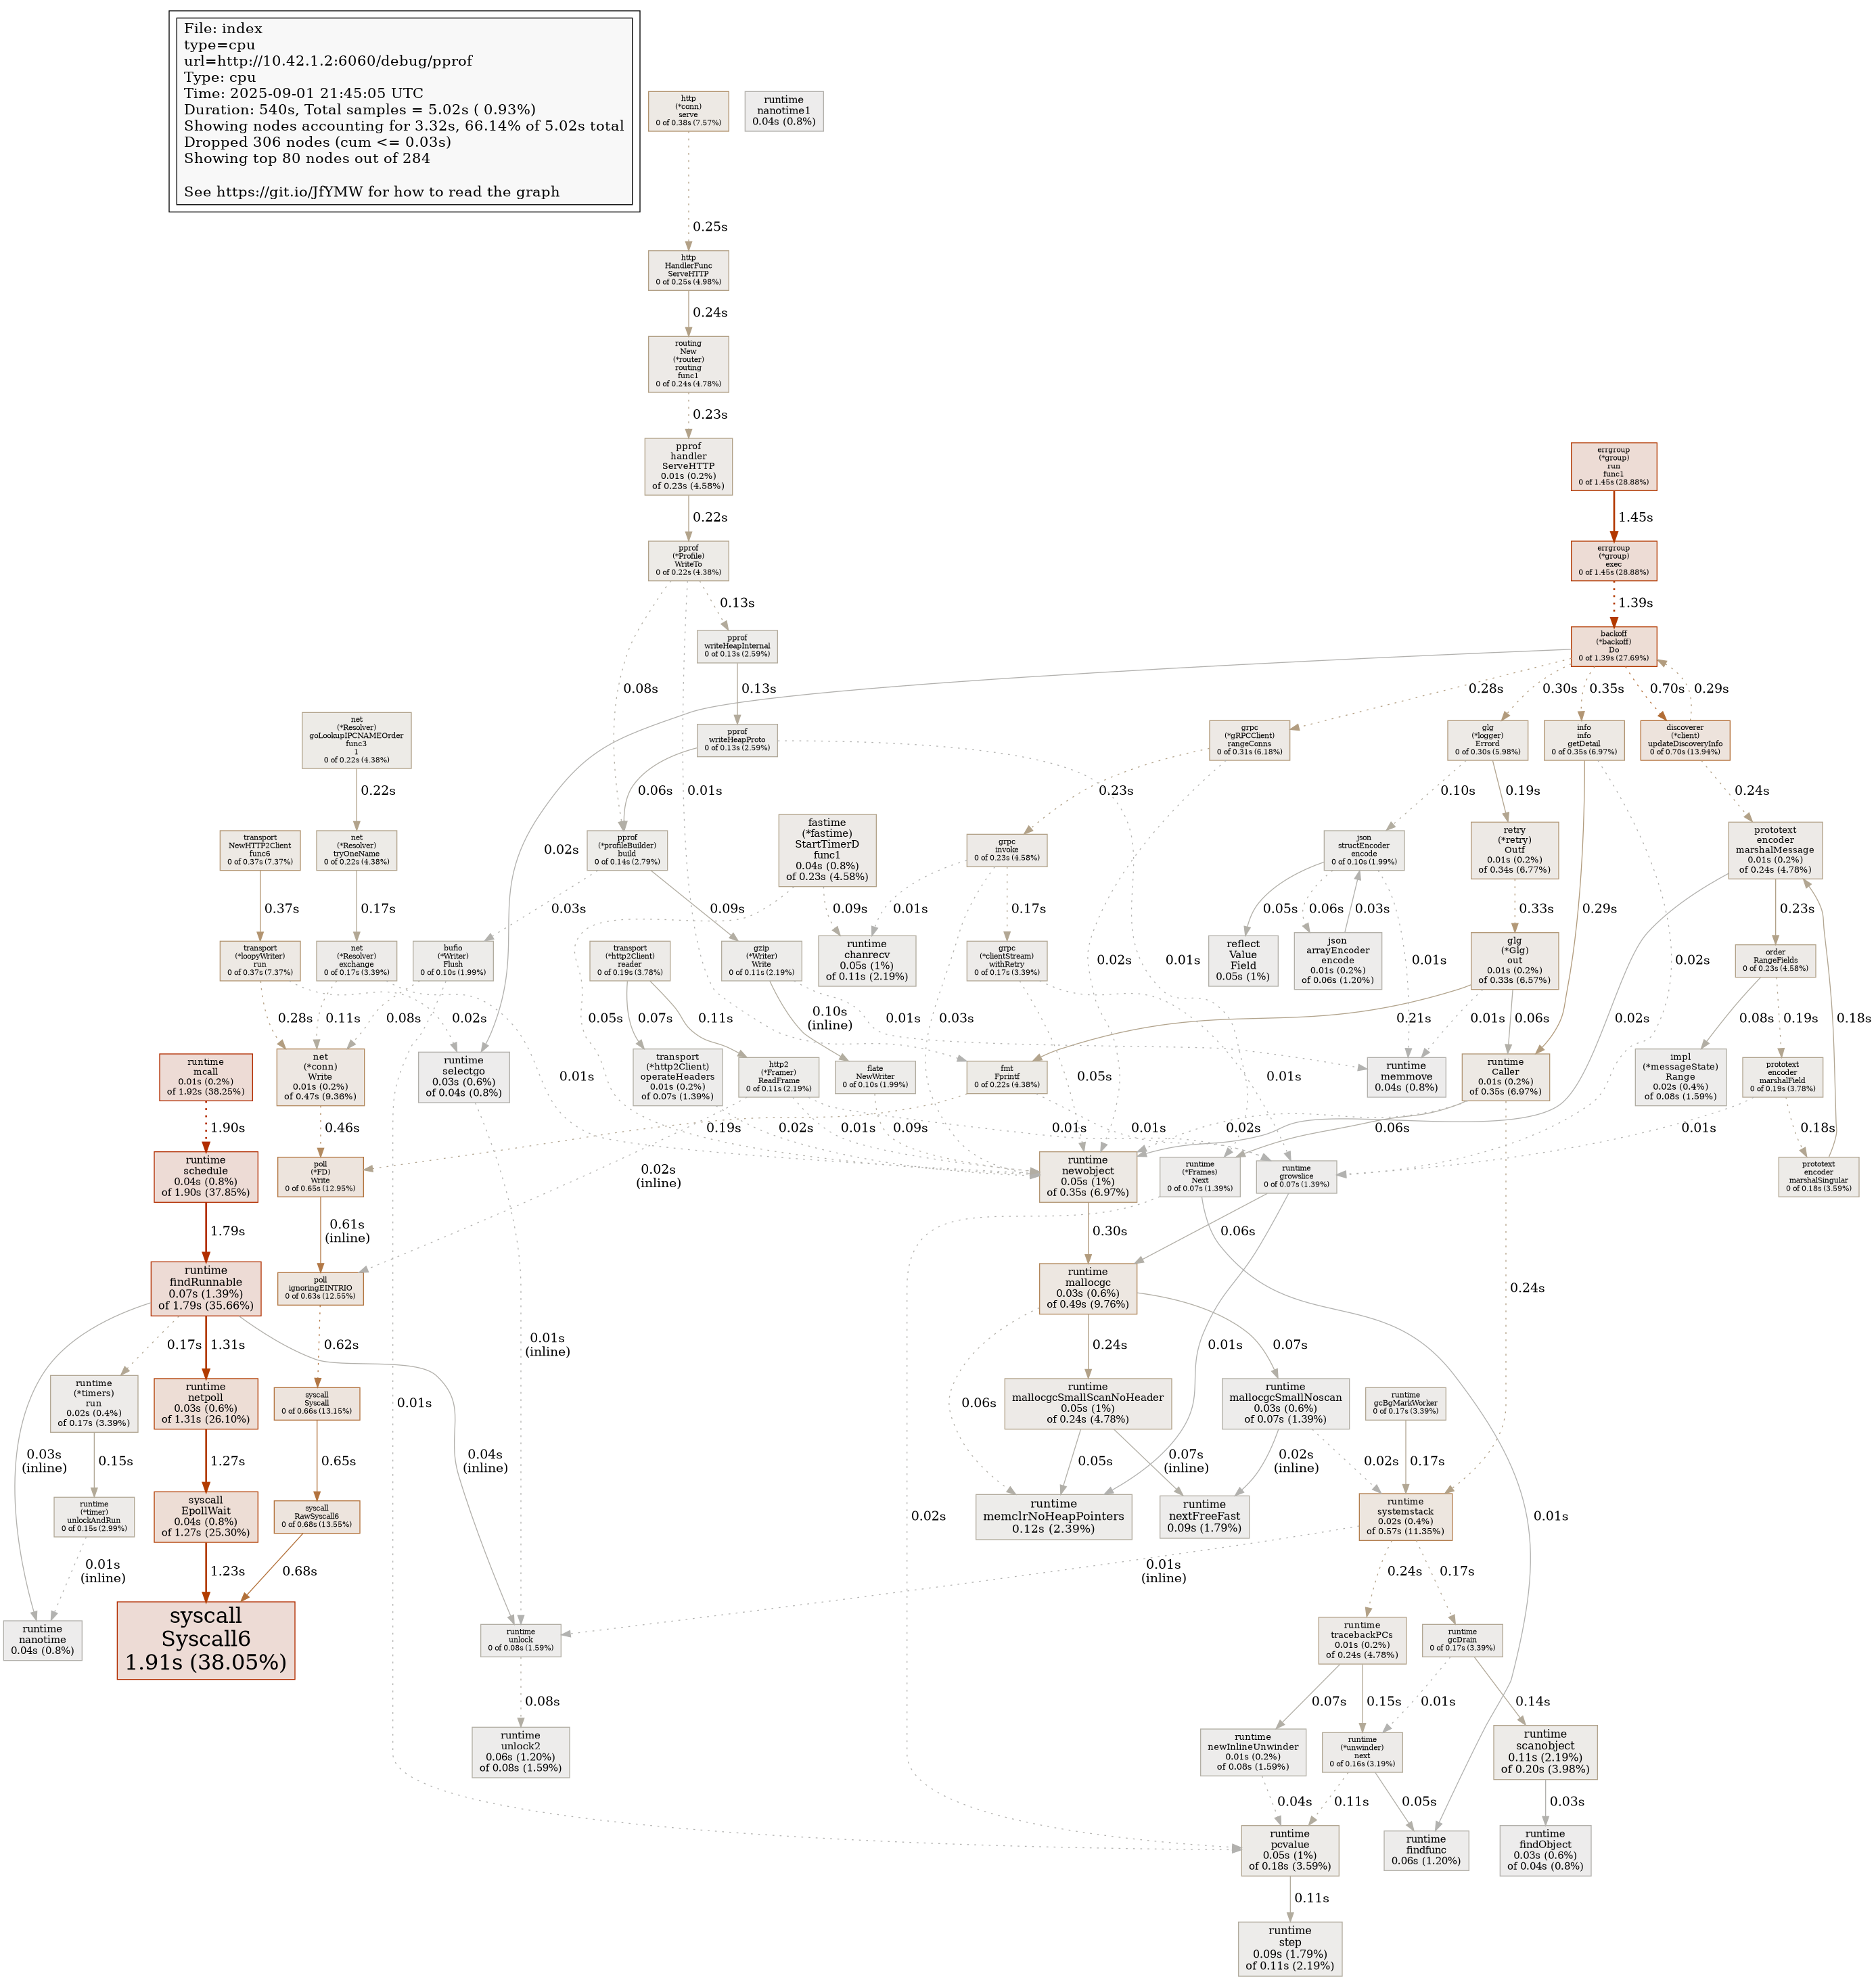 File: index
type=cpu
url=http://10.42.1.2:6060/debug/pprof
Type: cpu
Time: 2025-09-01 21:45:05 UTC
Duration: 540s, Total samples = 5.02s ( 0.93%)
Showing nodes accounting for 3.32s, 66.14% of 5.02s total
Dropped 306 nodes (cum <= 0.03s)
Showing top 80 nodes out of 284
See https://git.io/JfYMW for how to read the graph
http
(*conn)
serve
0 of 0.38s (7.57%)
runtime
nanotime1
0.04s (0.8%)
0.25s
http
HandlerFunc
ServeHTTP
0 of 0.25s (4.98%)
0.24s
routing
New
(*router)
routing
func1
0 of 0.24s (4.78%)
0.23s
pprof
handler
ServeHTTP
0.01s (0.2%)
of 0.23s (4.58%)
0.22s
pprof
(*Profile)
WriteTo
0 of 0.22s (4.38%)
errgroup
(*group)
run
func1
0 of 1.45s (28.88%)
1.45s
errgroup
(*group)
exec
0 of 1.45s (28.88%)
1.39s
backoff
(*backoff)
Do
0 of 1.39s (27.69%)
0.13s
pprof
writeHeapInternal
0 of 0.13s (2.59%)
0.08s
0.01s
0.13s
0.02s
0.28s
0.30s
0.35s
0.70s
0.29s
net
(*Resolver)
goLookupIPCNAMEOrder
func3
1
0 of 0.22s (4.38%)
pprof
writeHeapProto
0 of 0.13s (2.59%)
grpc
(*gRPCClient)
rangeConns
0 of 0.31s (6.18%)
glg
(*logger)
Errord
0 of 0.30s (5.98%)
info
info
getDetail
0 of 0.35s (6.97%)
discoverer
(*client)
updateDiscoveryInfo
0 of 0.70s (13.94%)
0.22s
0.06s
0.01s
0.23s
0.02s
0.10s
0.19s
0.29s
0.02s
0.24s
transport
NewHTTP2Client
func6
0 of 0.37s (7.37%)
net
(*Resolver)
tryOneName
0 of 0.22s (4.38%)
pprof
(*profileBuilder)
build
0 of 0.14s (2.79%)
fastime
(*fastime)
StartTimerD
func1
0.04s (0.8%)
of 0.23s (4.58%)
grpc
invoke
0 of 0.23s (4.58%)
json
structEncoder
encode
0 of 0.10s (1.99%)
retry
(*retry)
Outf
0.01s (0.2%)
of 0.34s (6.77%)
prototext
encoder
marshalMessage
0.01s (0.2%)
of 0.24s (4.78%)
0.37s
0.17s
0.03s
0.09s
0.05s
0.09s
0.01s
0.03s
0.17s
0.05s
0.06s
0.03s
0.01s
0.33s
0.02s
0.23s
0.18s
transport
(*loopyWriter)
run
0 of 0.37s (7.37%)
net
(*Resolver)
exchange
0 of 0.17s (3.39%)
bufio
(*Writer)
Flush
0 of 0.10s (1.99%)
transport
(*http2Client)
reader
0 of 0.19s (3.78%)
gzip
(*Writer)
Write
0 of 0.11s (2.19%)
runtime
chanrecv
0.05s (1%)
of 0.11s (2.19%)
grpc
(*clientStream)
withRetry
0 of 0.17s (3.39%)
reflect
Value
Field
0.05s (1%)
json
arrayEncoder
encode
0.01s (0.2%)
of 0.06s (1.20%)
glg
(*Glg)
out
0.01s (0.2%)
of 0.33s (6.57%)
order
RangeFields
0 of 0.23s (4.58%)
0.28s
0.01s
0.11s
0.02s
0.08s
0.01s
0.07s
0.11s
0.10s
(inline)
0.01s
0.05s
0.01s
0.21s
0.01s
0.06s
0.08s
0.19s
runtime
mcall
0.01s (0.2%)
of 1.92s (38.25%)
net
(*conn)
Write
0.01s (0.2%)
of 0.47s (9.36%)
runtime
selectgo
0.03s (0.6%)
of 0.04s (0.8%)
transport
(*http2Client)
operateHeaders
0.01s (0.2%)
of 0.07s (1.39%)
http2
(*Framer)
ReadFrame
0 of 0.11s (2.19%)
flate
NewWriter
0 of 0.10s (1.99%)
fmt
Fprintf
0 of 0.22s (4.38%)
runtime
memmove
0.04s (0.8%)
runtime
Caller
0.01s (0.2%)
of 0.35s (6.97%)
impl
(*messageState)
Range
0.02s (0.4%)
of 0.08s (1.59%)
prototext
encoder
marshalField
0 of 0.19s (3.78%)
1.90s
0.46s
0.01s
(inline)
0.02s
0.02s
(inline)
0.01s
0.09s
0.19s
0.01s
0.02s
0.06s
0.24s
0.01s
0.18s
runtime
schedule
0.04s (0.8%)
of 1.90s (37.85%)
poll
(*FD)
Write
0 of 0.65s (12.95%)
runtime
newobject
0.05s (1%)
of 0.35s (6.97%)
runtime
(*Frames)
Next
0 of 0.07s (1.39%)
runtime
growslice
0 of 0.07s (1.39%)
prototext
encoder
marshalSingular
0 of 0.18s (3.59%)
1.79s
0.61s
(inline)
0.30s
0.02s
0.01s
0.06s
0.01s
runtime
findRunnable
0.07s (1.39%)
of 1.79s (35.66%)
poll
ignoringEINTRIO
0 of 0.63s (12.55%)
runtime
mallocgc
0.03s (0.6%)
of 0.49s (9.76%)
0.03s
(inline)
0.17s
1.31s
0.04s
(inline)
0.62s
0.06s
0.24s
0.07s
runtime
(*timers)
run
0.02s (0.4%)
of 0.17s (3.39%)
runtime
netpoll
0.03s (0.6%)
of 1.31s (26.10%)
syscall
Syscall
0 of 0.66s (13.15%)
runtime
mallocgcSmallScanNoHeader
0.05s (1%)
of 0.24s (4.78%)
runtime
mallocgcSmallNoscan
0.03s (0.6%)
of 0.07s (1.39%)
runtime
gcBgMarkWorker
0 of 0.17s (3.39%)
0.15s
1.27s
0.65s
0.05s
0.07s
(inline)
0.02s
(inline)
0.02s
0.17s
runtime
(*timer)
unlockAndRun
0 of 0.15s (2.99%)
syscall
EpollWait
0.04s (0.8%)
of 1.27s (25.30%)
syscall
RawSyscall6
0 of 0.68s (13.55%)
runtime
memclrNoHeapPointers
0.12s (2.39%)
runtime
nextFreeFast
0.09s (1.79%)
runtime
systemstack
0.02s (0.4%)
of 0.57s (11.35%)
0.01s
(inline)
1.23s
0.68s
0.01s
(inline)
0.24s
0.17s
runtime
nanotime
0.04s (0.8%)
syscall
Syscall6
1.91s (38.05%)
runtime
unlock
0 of 0.08s (1.59%)
runtime
tracebackPCs
0.01s (0.2%)
of 0.24s (4.78%)
runtime
gcDrain
0 of 0.17s (3.39%)
0.08s
0.07s
0.15s
0.01s
0.14s
runtime
unlock2
0.06s (1.20%)
of 0.08s (1.59%)
runtime
newInlineUnwinder
0.01s (0.2%)
of 0.08s (1.59%)
runtime
(*unwinder)
next
0 of 0.16s (3.19%)
runtime
scanobject
0.11s (2.19%)
of 0.20s (3.98%)
0.04s
0.11s
0.05s
0.03s
runtime
pcvalue
0.05s (1%)
of 0.18s (3.59%)
runtime
findfunc
0.06s (1.20%)
runtime
findObject
0.03s (0.6%)
of 0.04s (0.8%)
0.11s
runtime
step
0.09s (1.79%)
of 0.11s (2.19%)